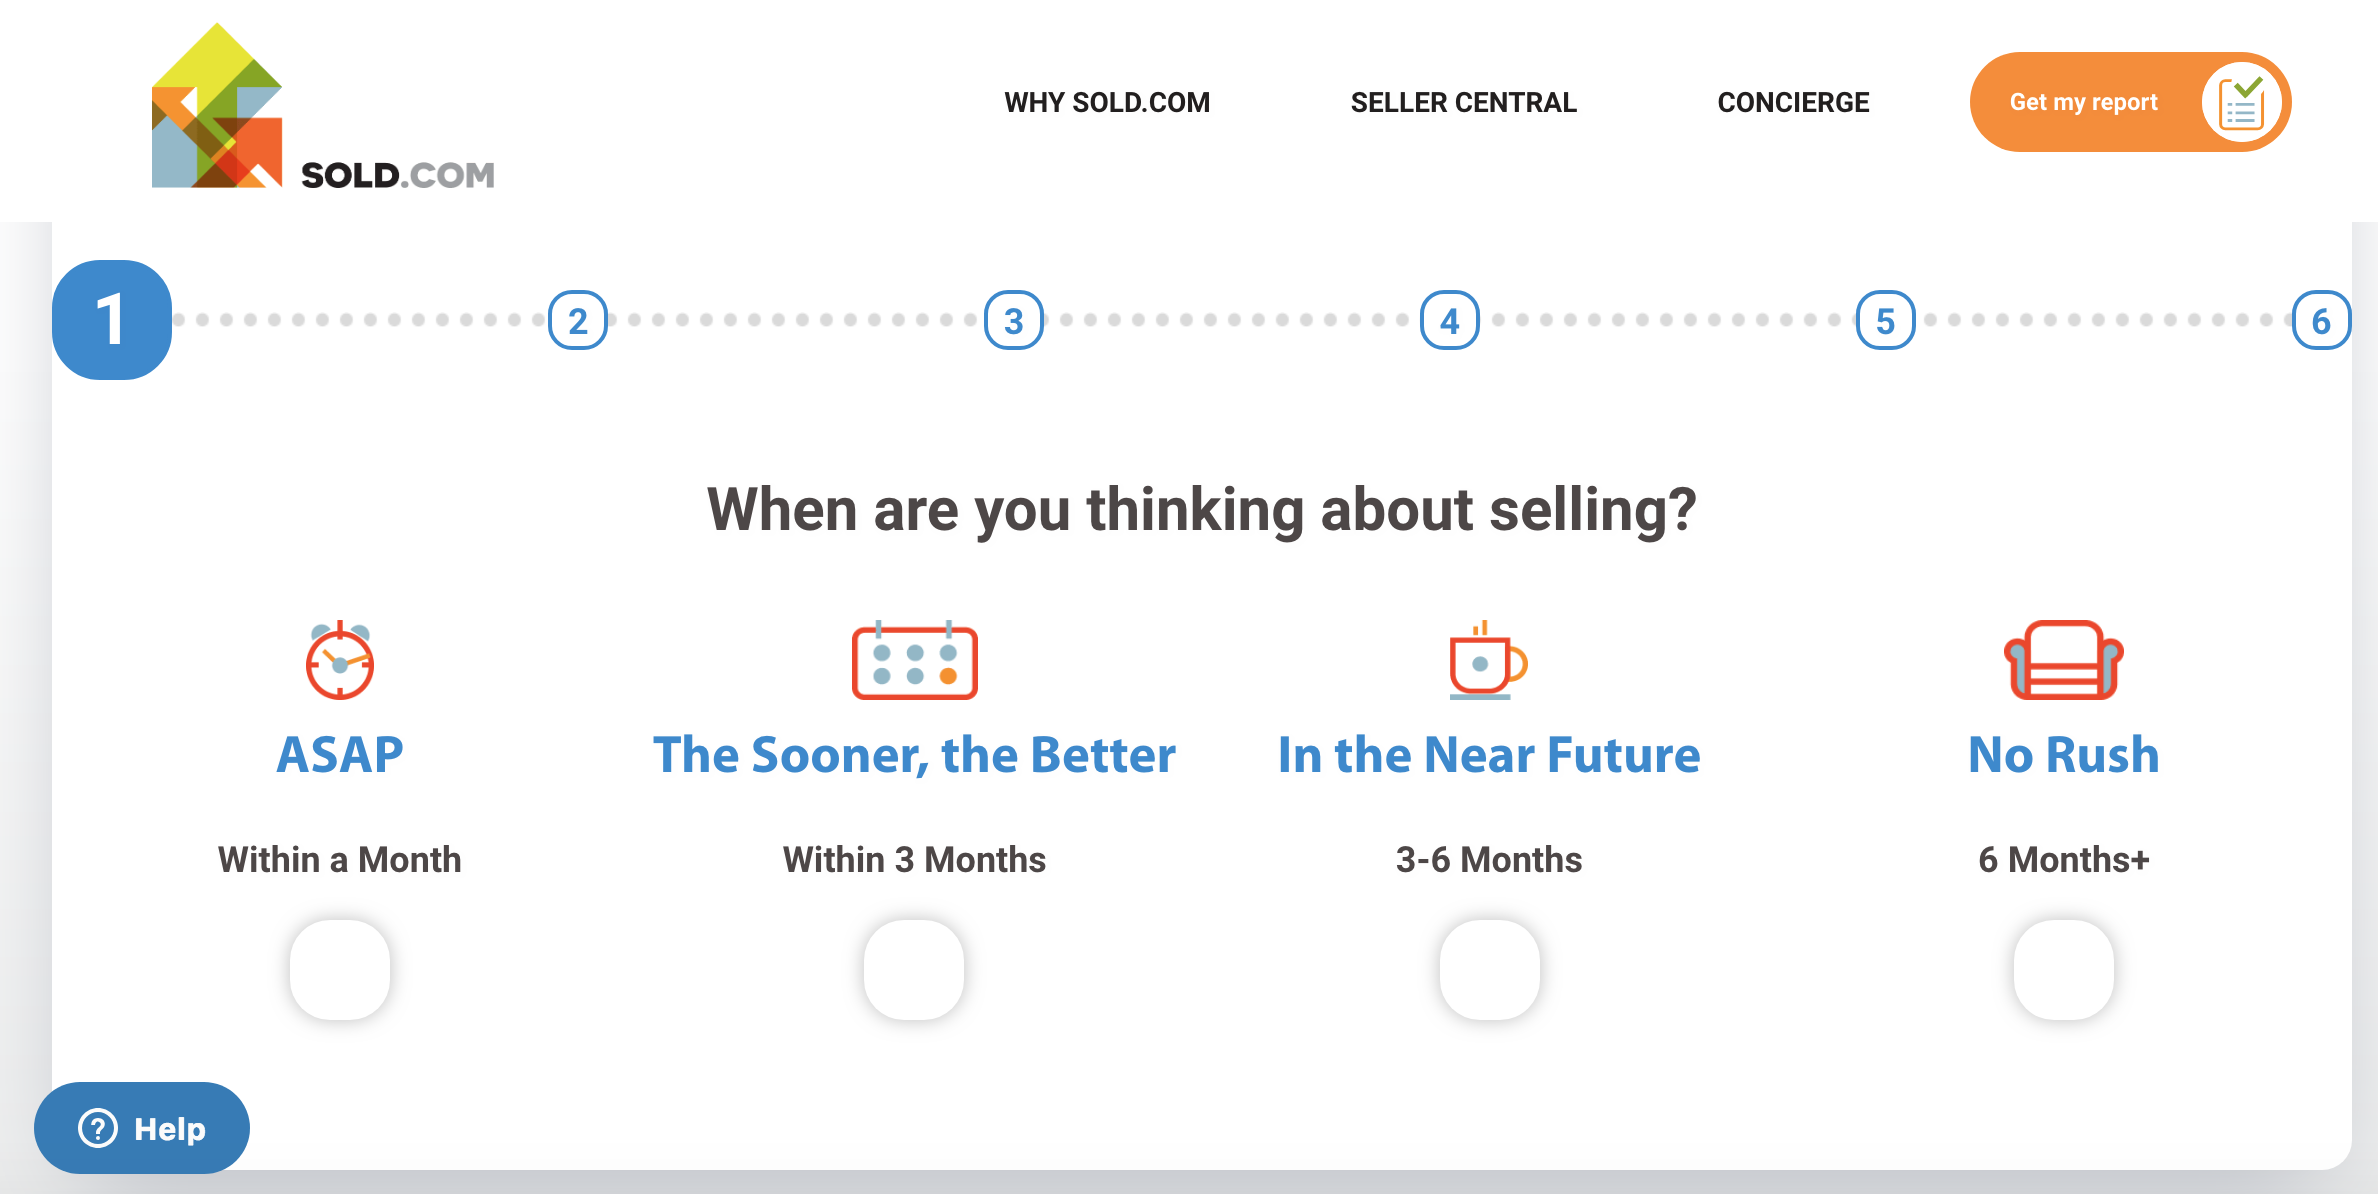 SOLD.COM
WHY SOLD.COM
SELLER CENTRAL
CONCIERGE
Get my report
1
2
3
4
5
6
When are you thinking about selling?
ASAP
The Sooner, the Better
In the Near Future
No Rush
Within a Month
Within 3 Months
3-6 Months
6 Months+
? Help